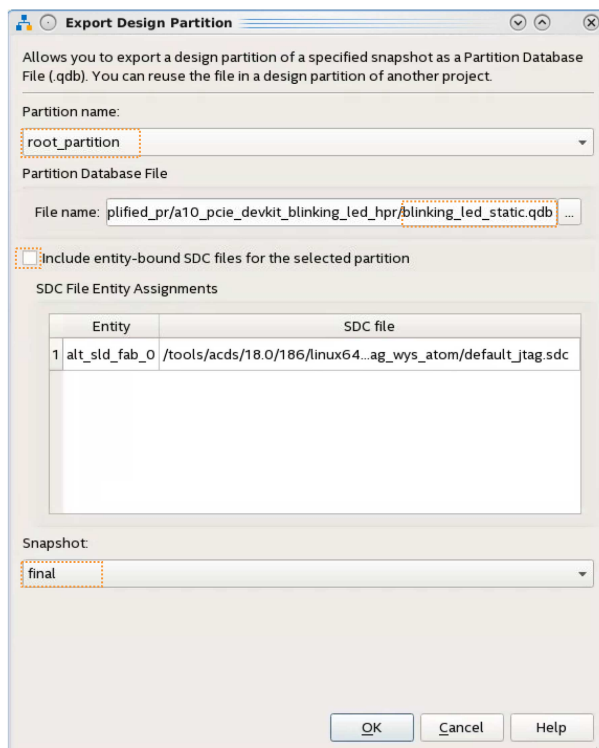 Export Design Partition
Allows you to export a design partition of a specified snapshot as a Partition Database
File (.qdb). You can reuse the file in a design partition of another project.
Partition name:
root_partition
Partition Database File
File name: plified_pr/a10_pcie_devkit_blinking_led_hpr/blinking_led_static.qdb ...
Include entity-bound SDC files for the selected partition
SDC File Entity Assignments
Entity SDC file
1 alt_sld_fab_0 /tools/acds/18.0/186/linux64...ag_wys_atom/default_jtag.sdc
Snapshot:
final
OK Cancel Help